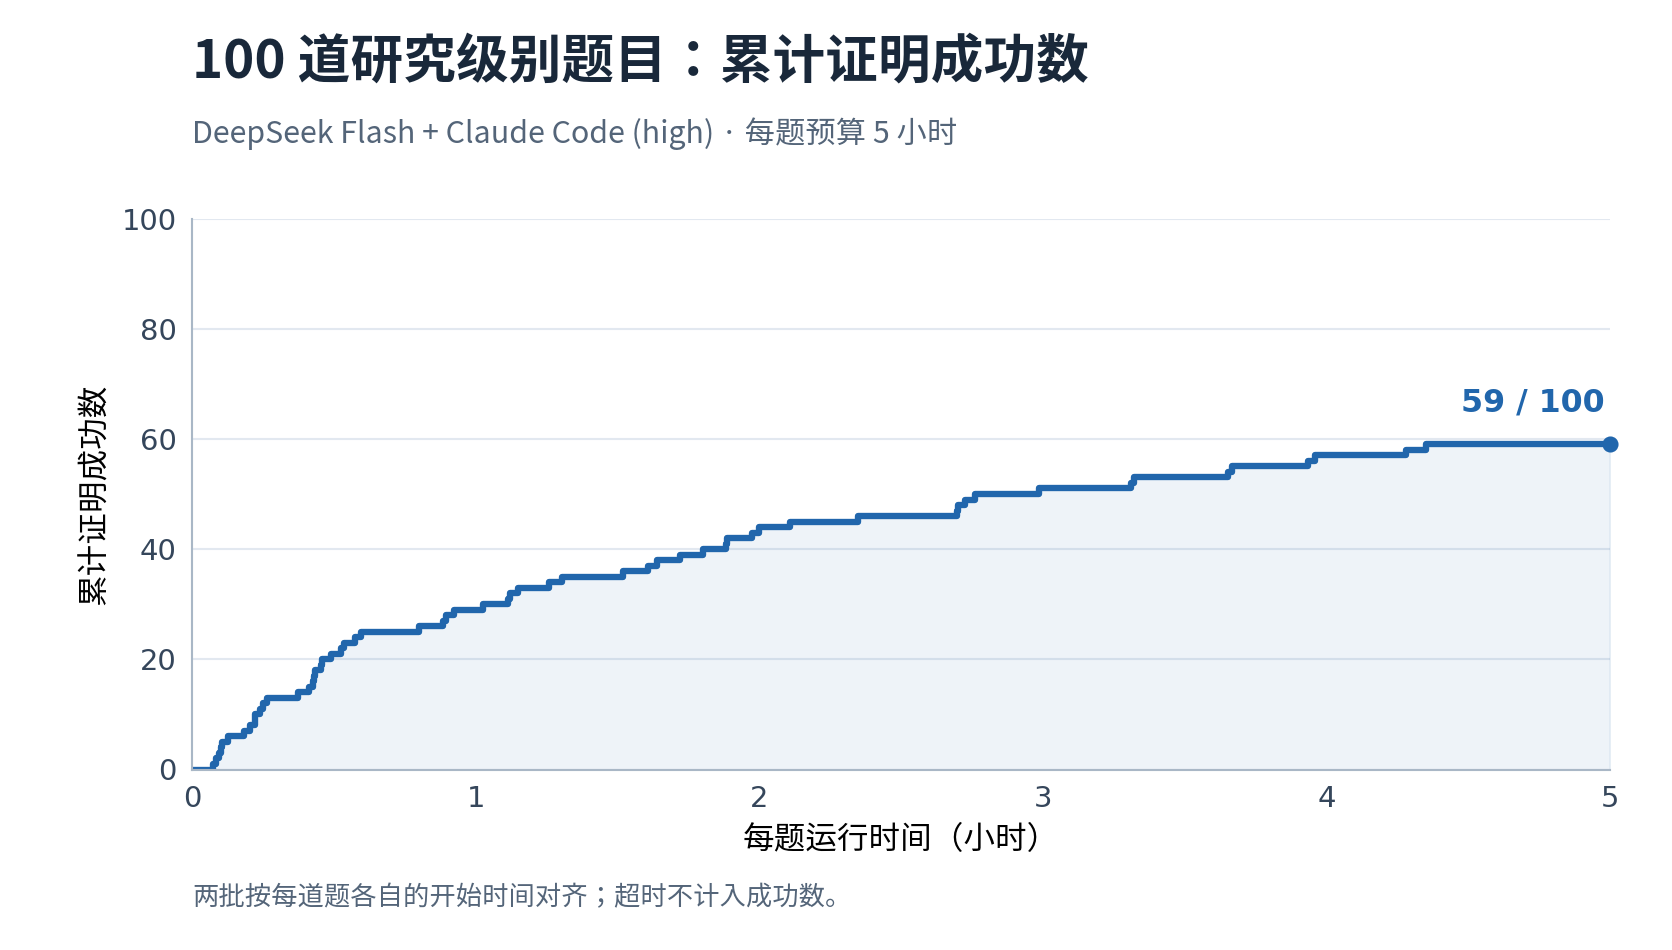 100 道研究级别题目：累计证明成功数
DeepSeek Flash + Claude Code (high) · 每题预算 5 小时
累计证明成功数
100
80
60
40
20
0
59 / 100
0 1 2 3 4 5
每题运行时间（小时）
两批按每道题各自的开始时间对齐；超时不计入成功数。